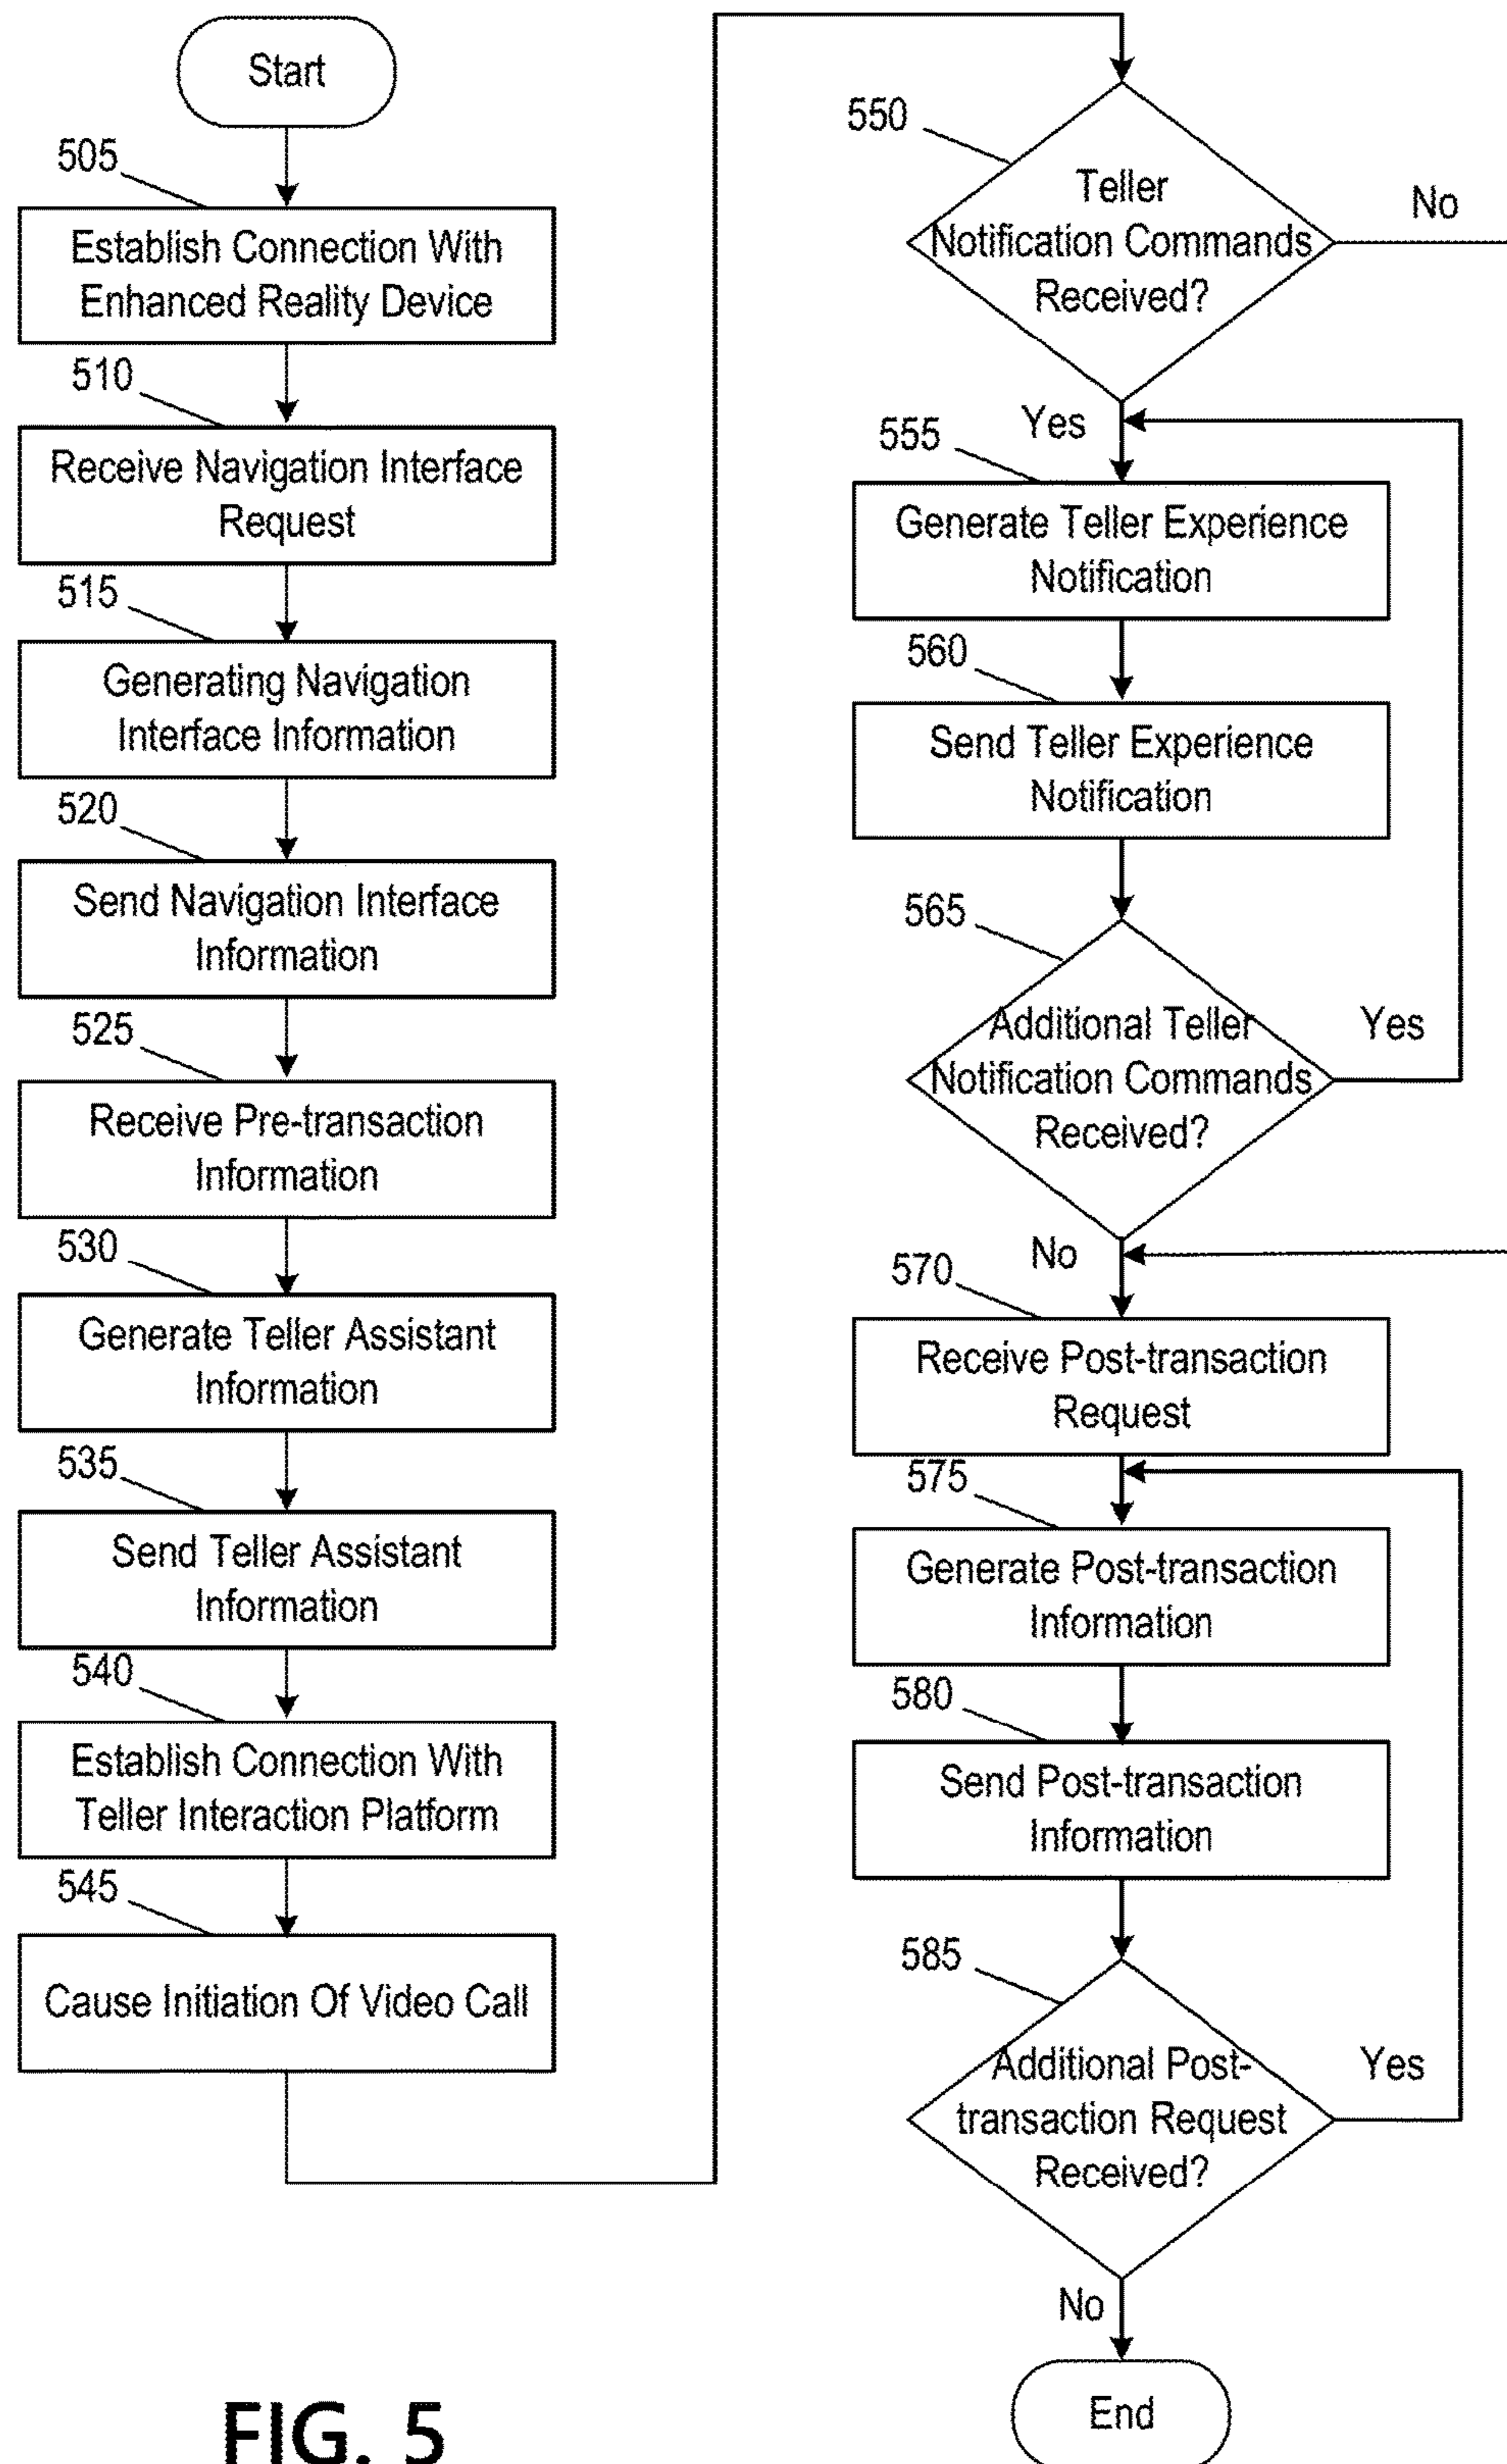 Start
505
Establish Connection With
Enhanced Reality Device
510
Receive Navigation Interface
Request
515
Generating Navigation
Interface Information
520
Send Navigation Interface
Information
525
Receive Pre-transaction
Information
530
Generate Teller Assistant
Information
535
Send Teller Assistant
Information
540
Establish Connection With
Teller Interaction Platform
545
Cause Initiation Of Video Call
550
Teller
Notification Commands
Received?
No
Yes
555
Generate Teller Experience
Notification
560
Send Teller Experience
Notification
565
Additional Teller
Notification Commands
Received?
Yes
No
570
Receive Post-transaction
Request
575
Generate Post-transaction
Information
580
Send Post-transaction
Information
585
Additional Post-
transaction Request
Received?
Yes
No
End
FIG. 5